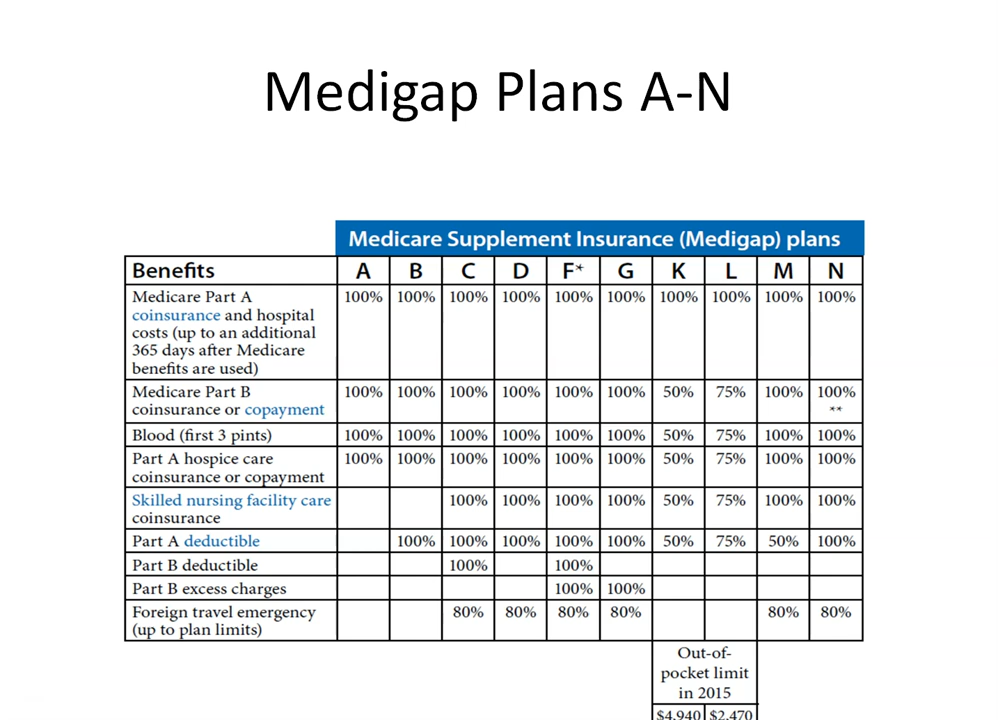 Medigap Plans A-N
Medicare Supplement Insurance (Medigap) plans
Benefits A B C D F* G K L M N
Medicare Part A 100% 100% 100% 100% 100% 100% 100% 100% 100% 100%
coinsurance and hospital
costs (up to an additional
365 days after Medicare
benefits are used)
Medicare Part B 100% 100% 100% 100% 100% 100% 50% 75% 100% 100%
coinsurance or copayment **
Blood (first 3 pints) 100% 100% 100% 100% 100% 100% 50% 75% 100% 100%
Part A hospice care 100% 100% 100% 100% 100% 100% 50% 75% 100% 100%
coinsurance or copayment
Skilled nursing facility care 100% 100% 100% 100% 50% 75% 100% 100%
coinsurance
Part A deductible 100% 100% 100% 100% 100% 50% 75% 50% 100%
Part B deductible 100% 100%
Part B excess charges 100% 100%
Foreign travel emergency 80% 80% 80% 80% 80% 80%
(up to plan limits)
Out-of-
pocket limit
in 2015
$4,940 $2,470